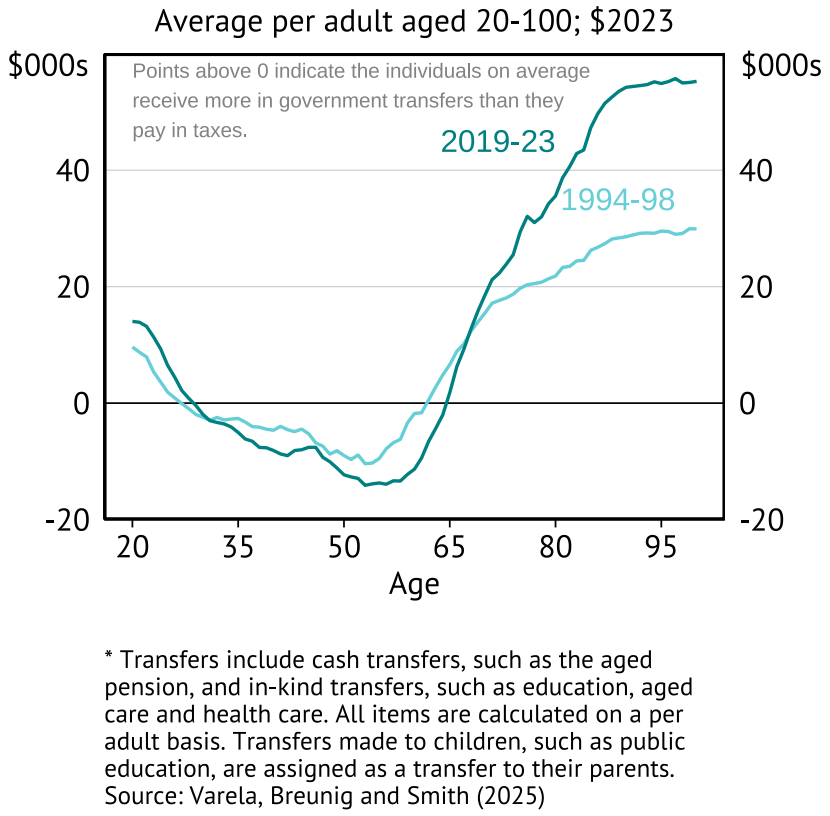 Average per adult aged 20-100; $2023
$000s
$000s
Points above 0 indicate the individuals on average
receive more in government transfers than they
pay in taxes.
2019-23
40
40
1994-98
20
20
0
0
-20
-20
20 35 50 65 80 95
Age
* Transfers include cash transfers, such as the aged
pension, and in-kind transfers, such as education, aged
care and health care. All items are calculated on a per
adult basis. Transfers made to children, such as public
education, are assigned as a transfer to their parents.
Source: Varela, Breunig and Smith (2025)